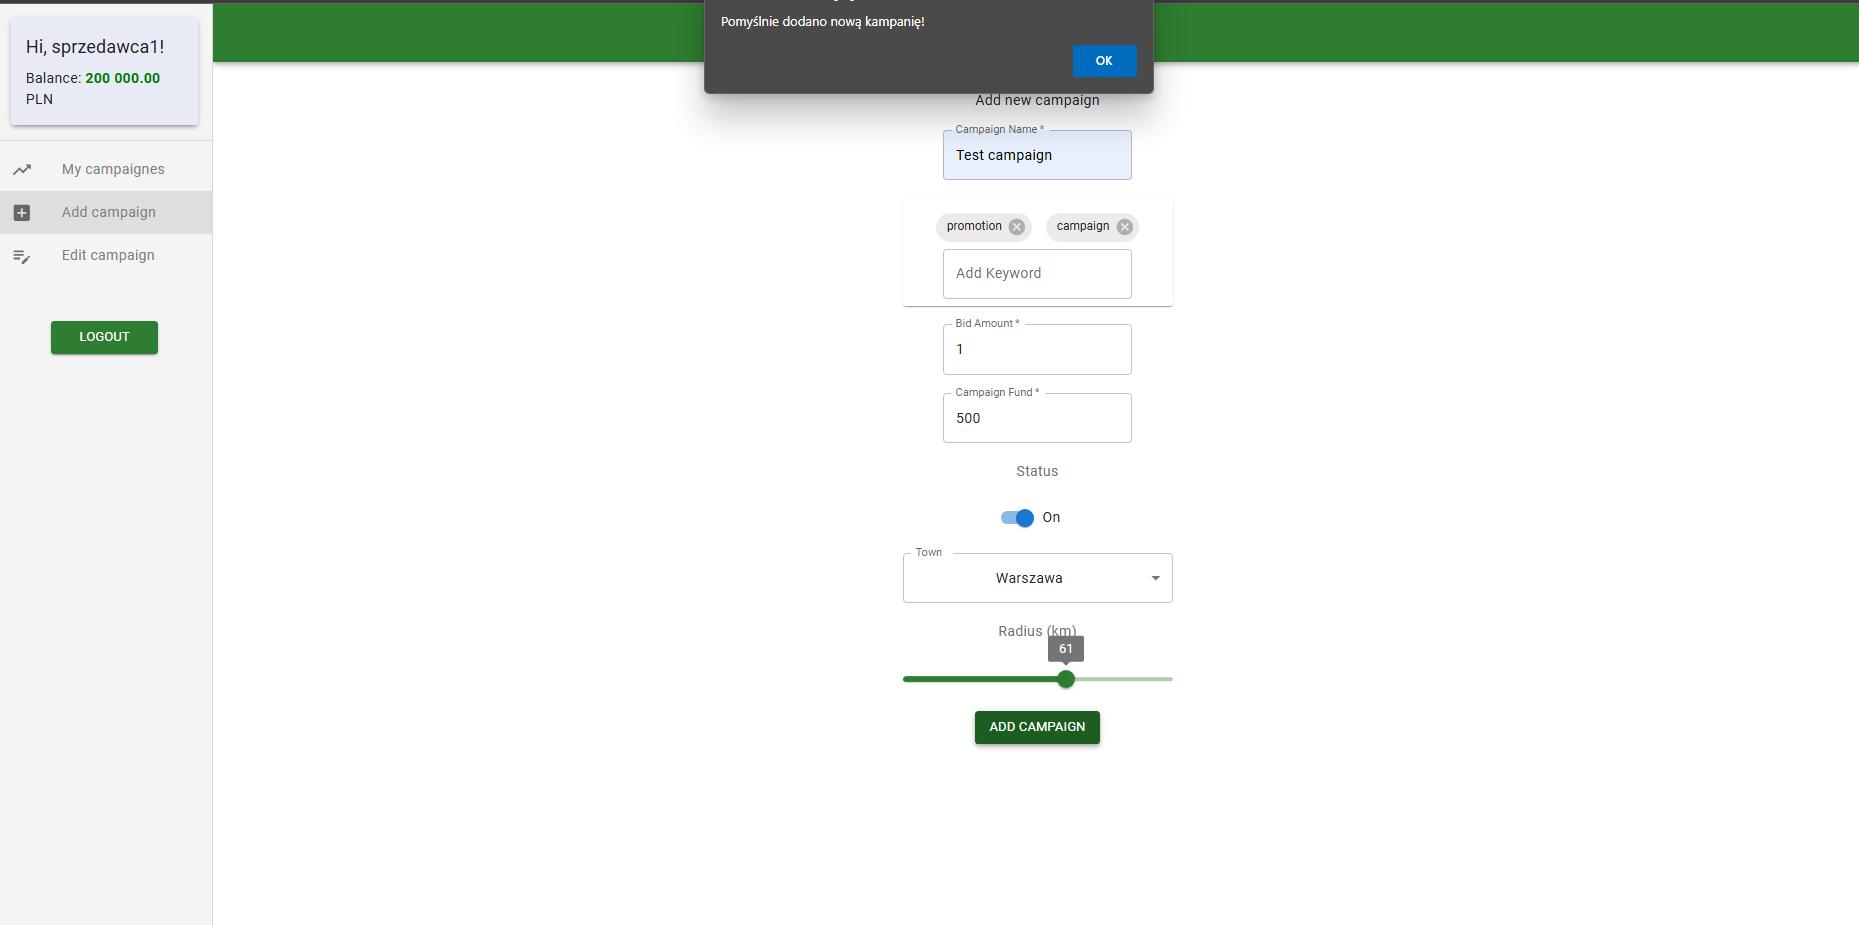 Pomyślnie dodano nową kampanię!
OK
Hi, sprzedawca1!
Balance: 200 000.00
PLN
My campaignes
Add campaign
Edit campaign
LOGOUT
Add new campaign
Campaign Name *
Test campaign
promotion campaign
Add Keyword
Bid Amount *
1
Campaign Fund *
500
Status
On
Town
Warszawa
Radius (km)
61
ADD CAMPAIGN